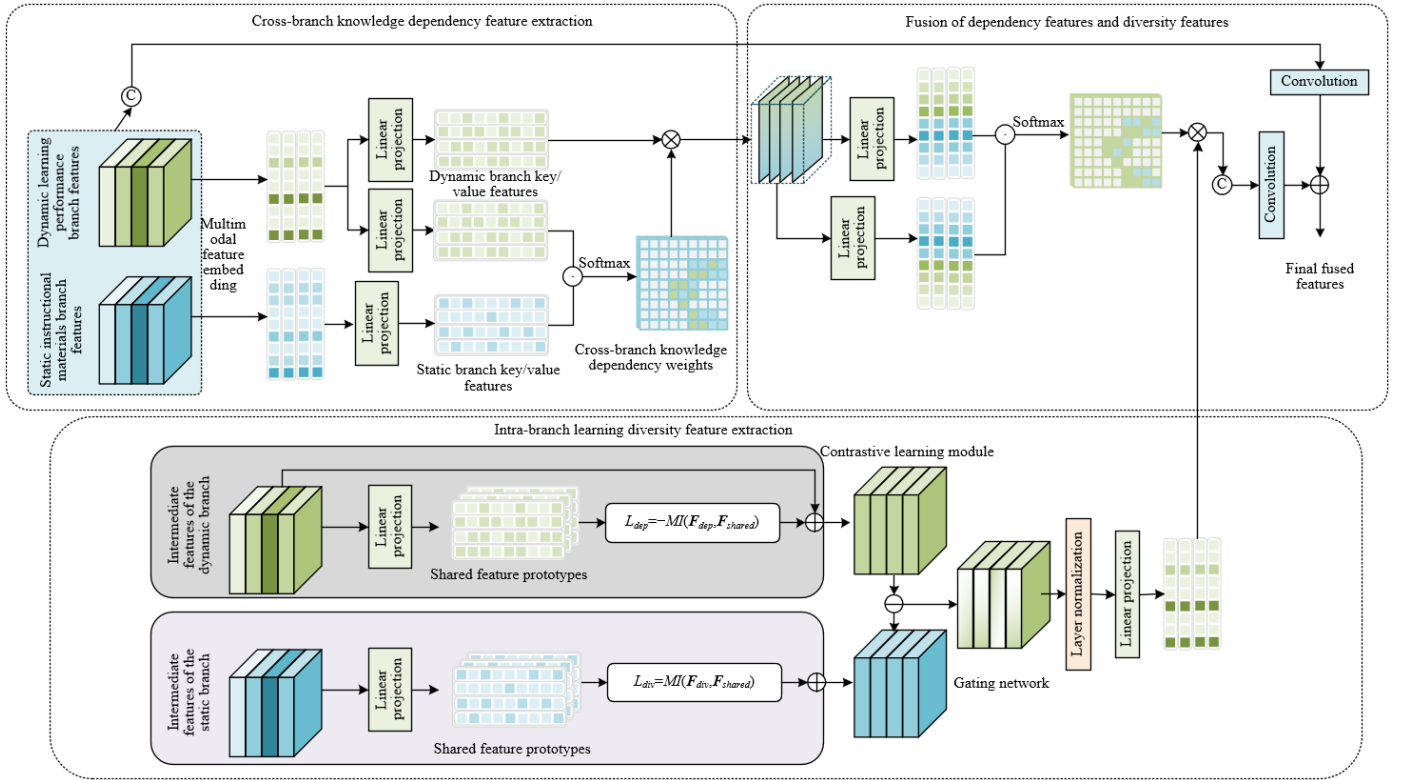 Cross-branch knowledge dependency feature extraction
C
Dynamic learning
performance
branch features
Static instructional
materials branch
features
Multim
odal feature
embed
ding
Linear
projection
Dynamic branch key/
value features
Linear
projection
Linear
projection
Static branch key/value
features
Softmax
Cross-branch knowledge
dependency weights
Fusion of dependency features and diversity features
Linear
projection
Linear
projection
Softmax
C
Convolution
Convolution
Final fused
features
Intra-branch learning diversity feature extraction
Intermediate
features of the
dynamic branch
Linear
projection
Shared feature prototypes
L_dep=−MI(F_dep,F_shared)
Contrastive learning module
Intermediate
features of the
static branch
Linear
projection
Shared feature prototypes
L_div=MI(F_div,F_shared)
Gating network
Layer normalization
Linear projection